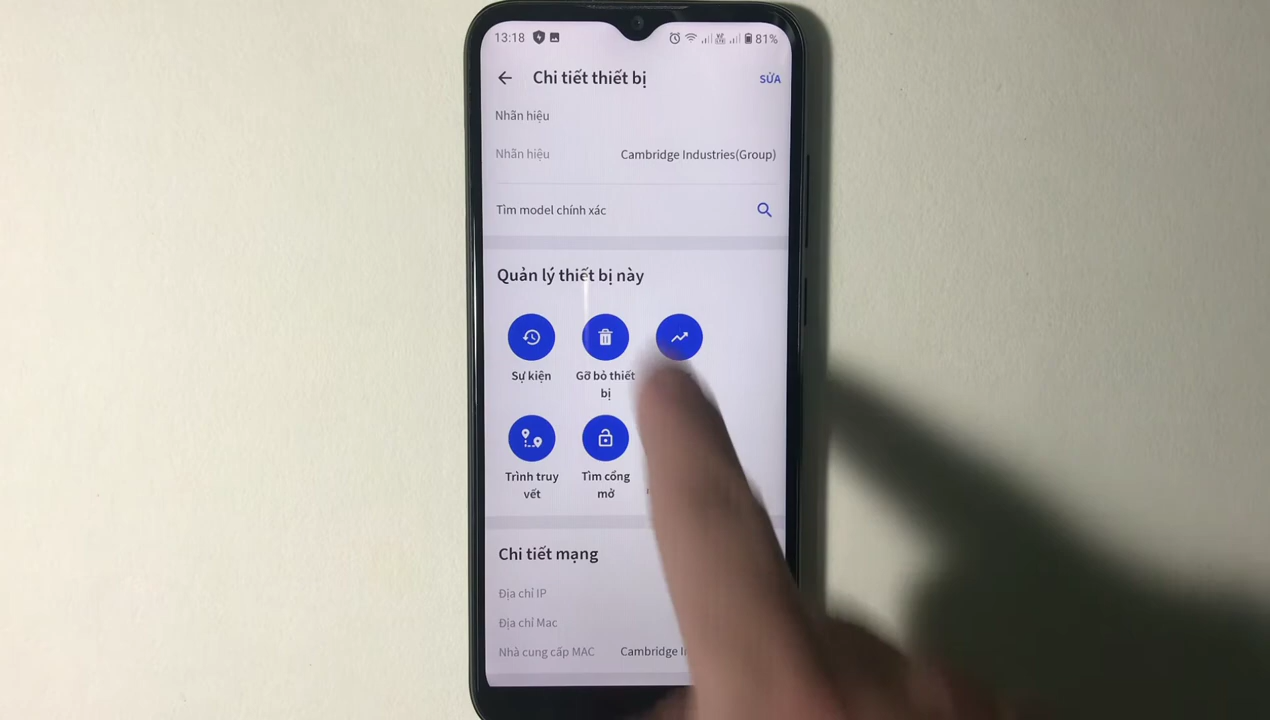 13:18
81%
Chi tiết thiết bị
SỬA
Nhãn hiệu
Nhãn hiệu
Cambridge Industries(Group)
Tìm model chính xác
Quản lý thiết bị này
Sự kiện
Gỡ bỏ thiết
bị
Trình truy
vết
Tìm cổng
mở
Chi tiết mạng
Địa chỉ IP
Địa chỉ Mac
Nhà cung cấp MAC
Cambridge